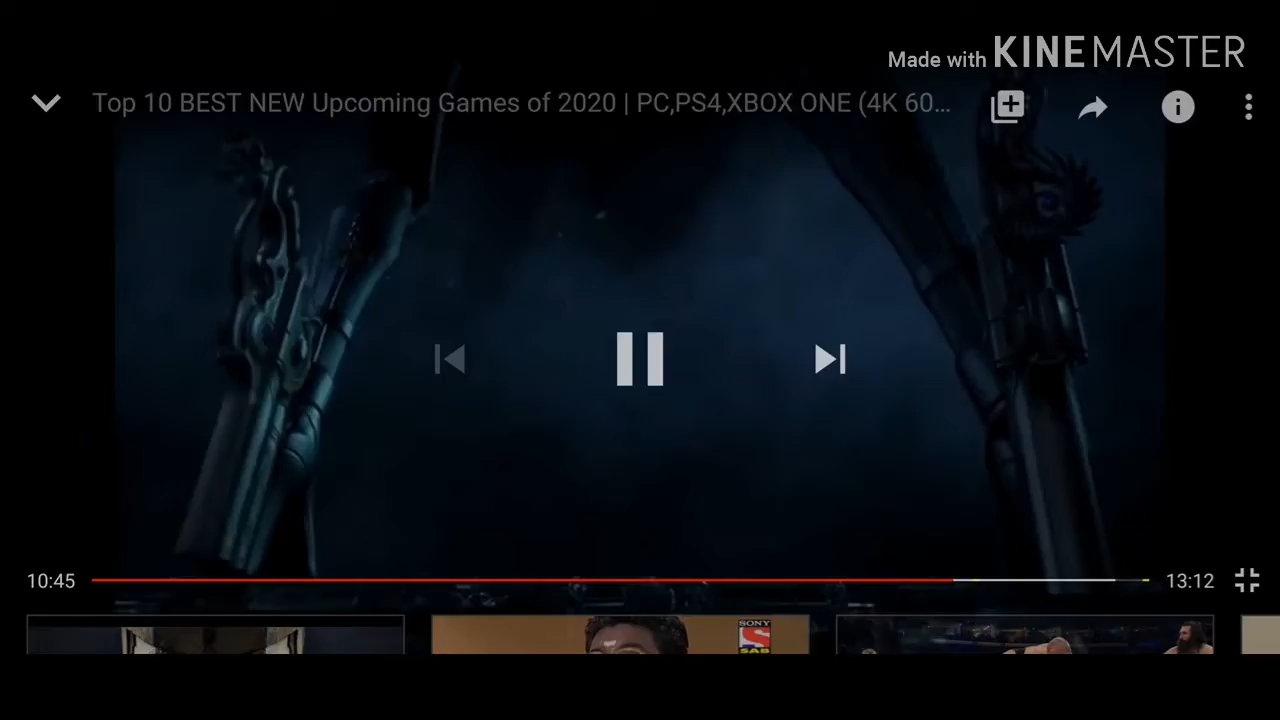 Made with KINEMASTER
Top 10 BEST NEW Upcoming Games of 2020 | PC,PS4,XBOX ONE (4K 60...
10:45
13:12
SONY
S
SAB